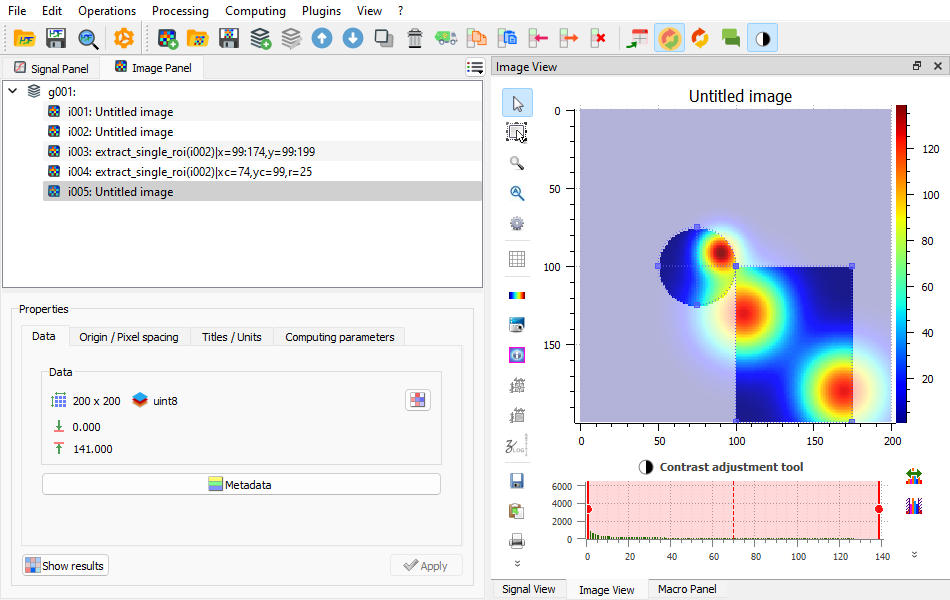 File Edit Operations Processing Computing Plugins View ?
Signal Panel Image Panel
g001:
i001: Untitled image
i002: Untitled image
i003: extract_single_roi(i002)|x=99:174,y=99:199
i004: extract_single_roi(i002)|xc=74,yc=99,r=25
i005: Untitled image
Properties
Data Origin / Pixel spacing Titles / Units Computing parameters
Data
200 x 200 uint8
0.000
141.000
Metadata
Show results Apply
Image View
Untitled image
0
50
100
150
0 50 100 150 200
120
100
80
60
40
20
Contrast adjustment tool
6000
4000
2000
0
0 20 40 60 80 100 120 140
Signal View Image View Macro Panel